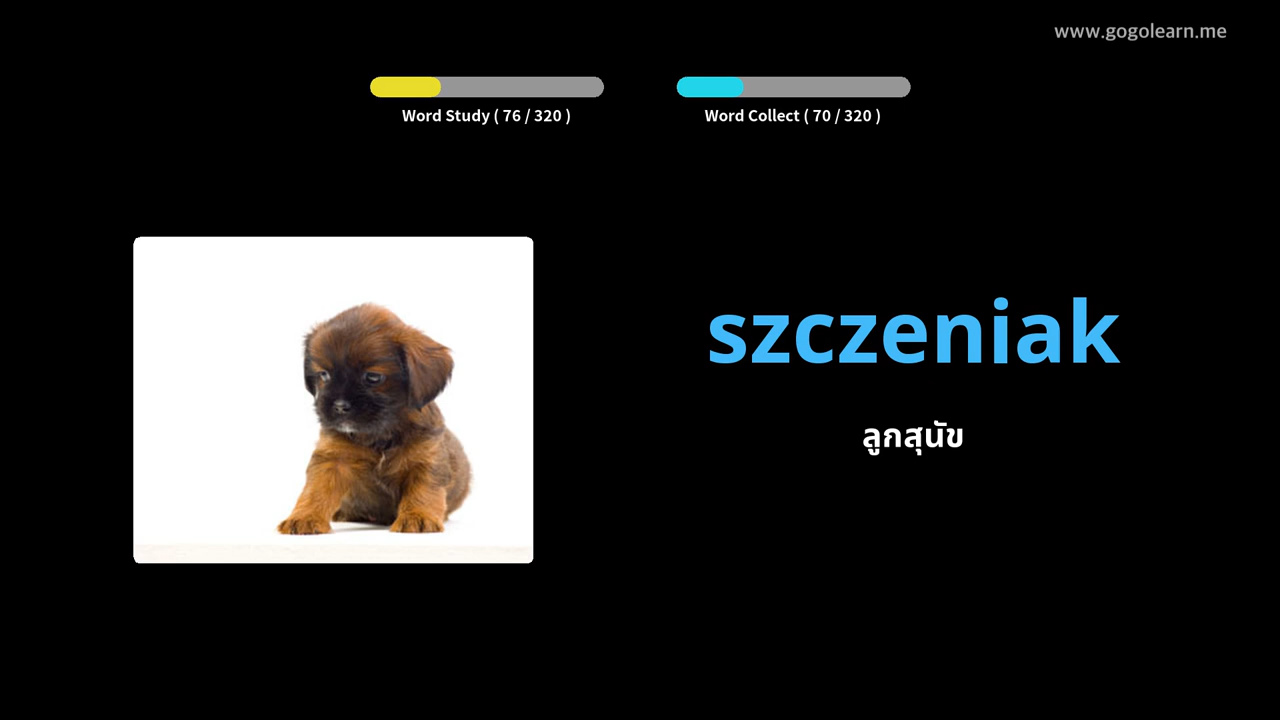 www.gogolearn.me
Word Study ( 76 / 320 )
Word Collect ( 70 / 320 )
szczeniak
ลูกสุนัข